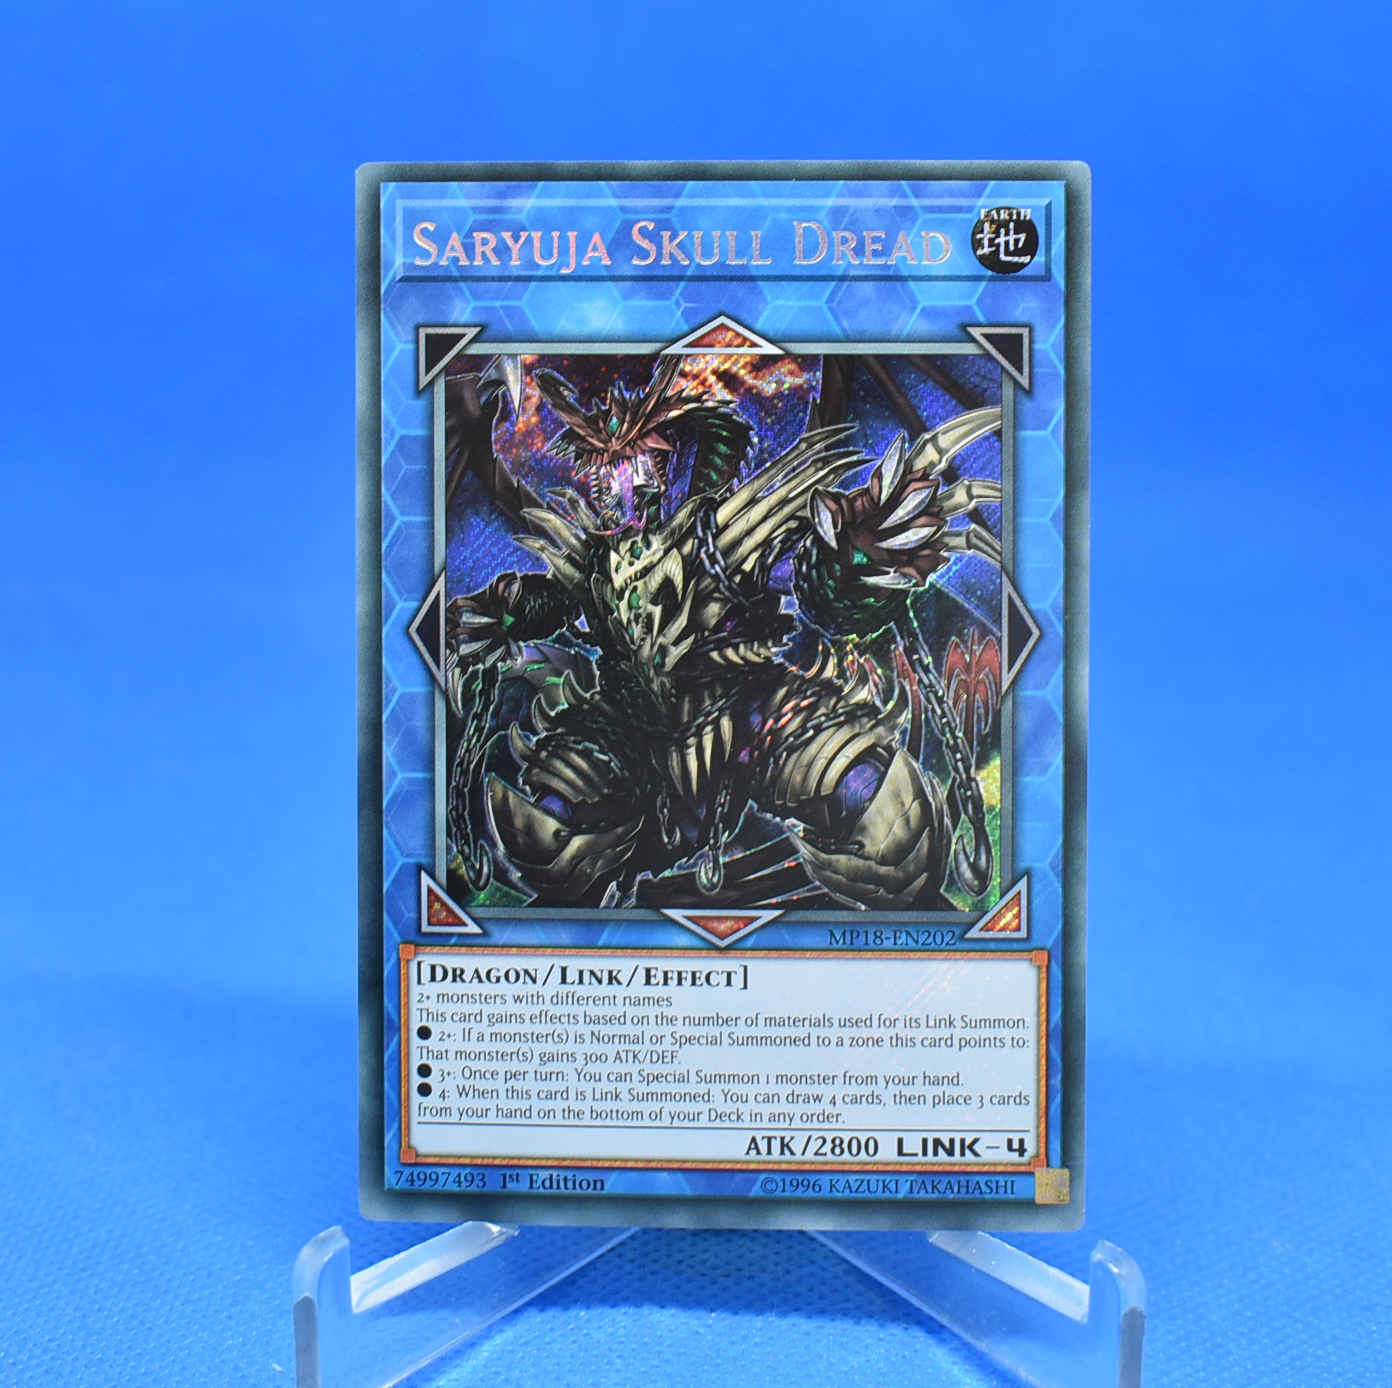 SARYUJA SKULL DREAD
EARTH
地
MP18-EN202
[DRAGON/LINK/EFFECT]
2+ monsters with different names
This card gains effects based on the number of materials used for its Link Summon.
● 2+: If a monster(s) is Normal or Special Summoned to a zone this card points to:
That monster(s) gains 300 ATK/DEF.
● 3+: Once per turn: You can Special Summon 1 monster from your hand.
● 4: When this card is Link Summoned: You can draw 4 cards, then place 3 cards
from your hand on the bottom of your Deck in any order.
ATK/2800 LINK-4
74997493 1st Edition
©1996 KAZUKI TAKAHASHI